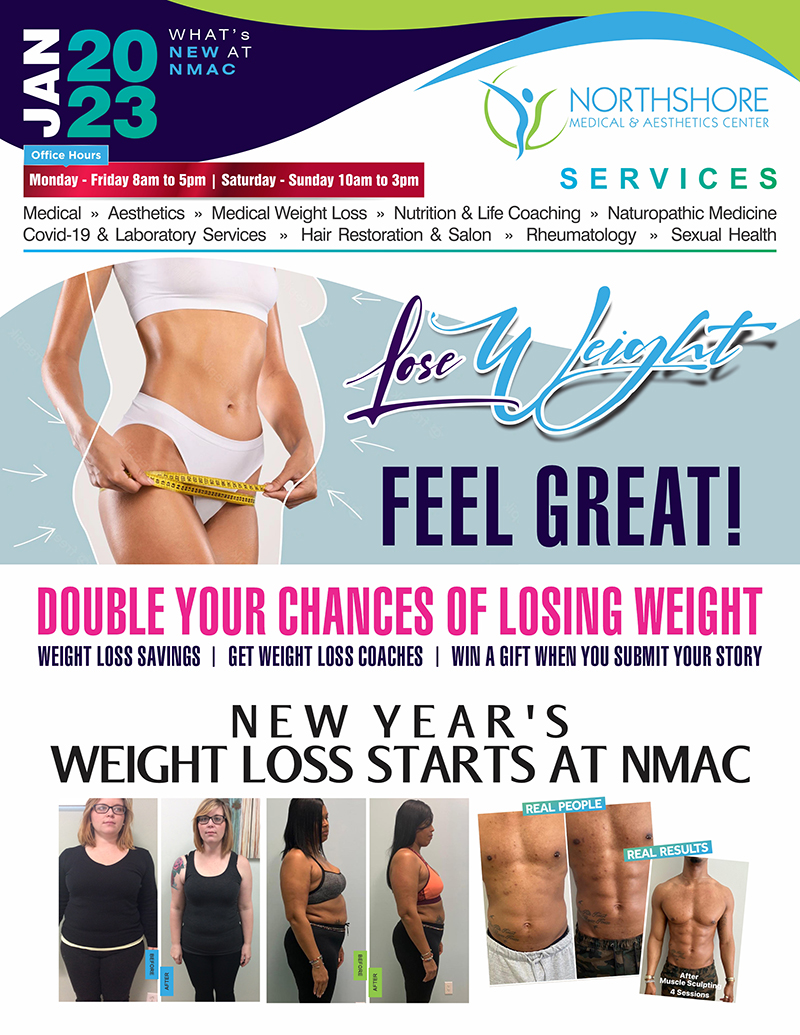 JAN
20
23
WHAT's
NEW AT
NMAC
NORTHSHORE
MEDICAL & AESTHETICS CENTER
Office Hours
Monday - Friday 8am to 5pm | Saturday - Sunday 10am to 3pm
SERVICES
Medical » Aesthetics » Medical Weight Loss » Nutrition & Life Coaching » Naturopathic Medicine
Covid-19 & Laboratory Services » Hair Restoration & Salon » Rheumatology » Sexual Health
Lose Weight
FEEL GREAT!
DOUBLE YOUR CHANCES OF LOSING WEIGHT
WEIGHT LOSS SAVINGS | GET WEIGHT LOSS COACHES | WIN A GIFT WHEN YOU SUBMIT YOUR STORY
NEW YEAR'S
WEIGHT LOSS STARTS AT NMAC
REAL PEOPLE
REAL RESULTS
BEFORE
AFTER
BEFORE
AFTER
After
Muscle Sculpting
4 Sessions